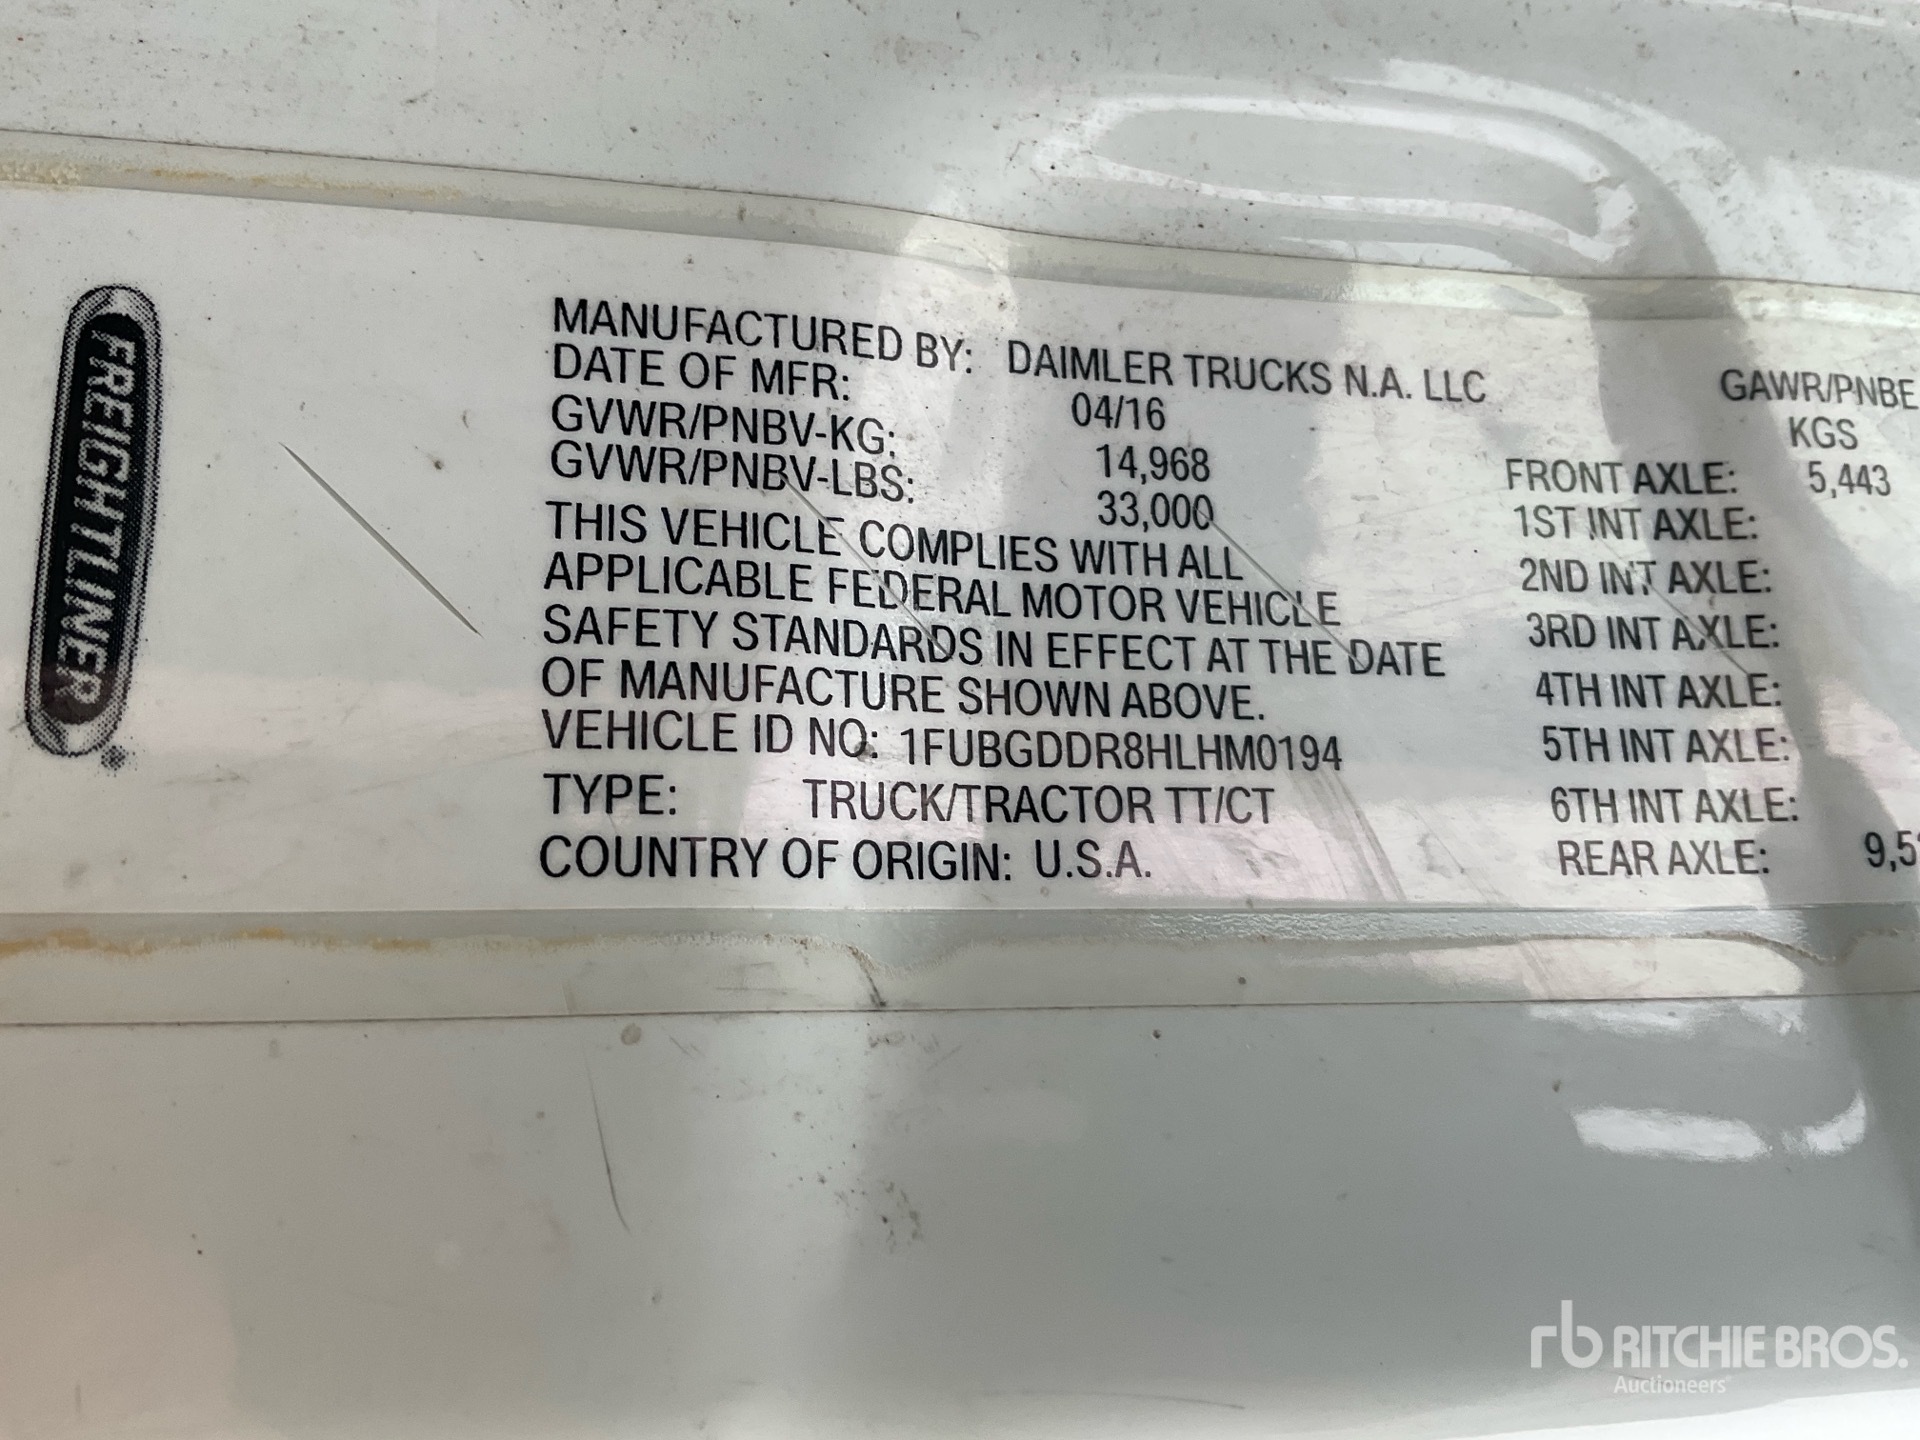 FREIGHTLINER®
MANUFACTURED BY: DAIMLER TRUCKS N.A. LLC
DATE OF MFR: 04/16
GVWR/PNBV-KG: 14,968
GVWR/PNBV-LBS: 33,000
THIS VEHICLE COMPLIES WITH ALL
APPLICABLE FEDERAL MOTOR VEHICLE
SAFETY STANDARDS IN EFFECT AT THE DATE
OF MANUFACTURE SHOWN ABOVE.
VEHICLE ID NO: 1FUBGDDR8HLHM0194
TYPE: TRUCK/TRACTOR TT/CT
COUNTRY OF ORIGIN: U.S.A.
GAWR/PNBE
KGS
FRONT AXLE: 5,443
1ST INT AXLE:
2ND INT AXLE:
3RD INT AXLE:
4TH INT AXLE:
5TH INT AXLE:
6TH INT AXLE:
REAR AXLE:
rb RITCHIE BROS.
Auctioneers